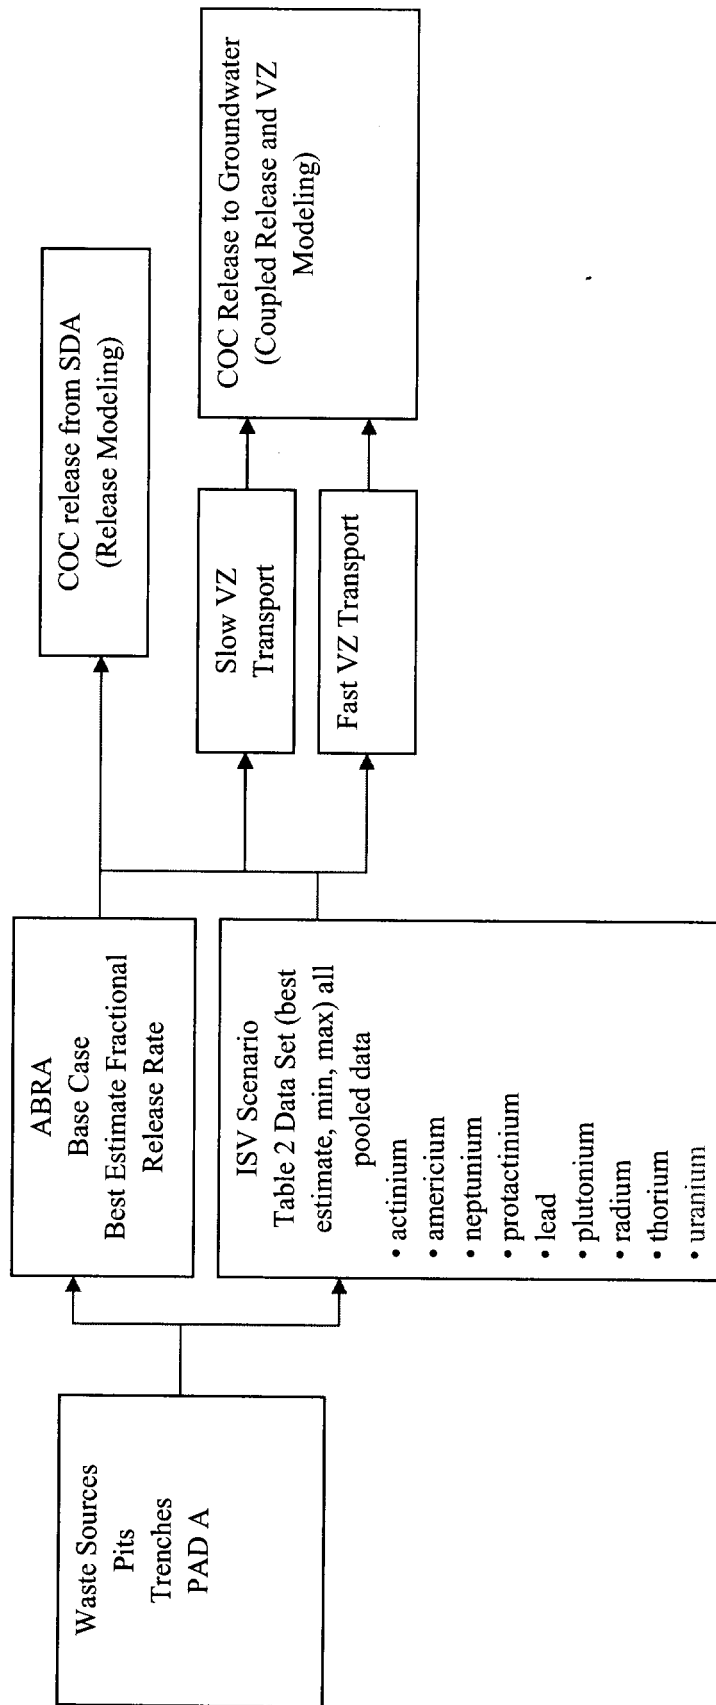 Waste Sources
Pits
Trenches
PAD A
ABRA
Base Case
Best Estimate Fractional
Release Rate
ISV Scenario
Table 2 Data Set (best
estimate, min, max) all
pooled data
• actinium
• americium
• neptunium
• protactinium
• lead
• plutonium
• radium
• thorium
• uranium
COC release from SDA
(Release Modeling)
Slow VZ
Transport
Fast VZ Transport
COC Release to Groundwater
(Coupled Release and VZ
Modeling)